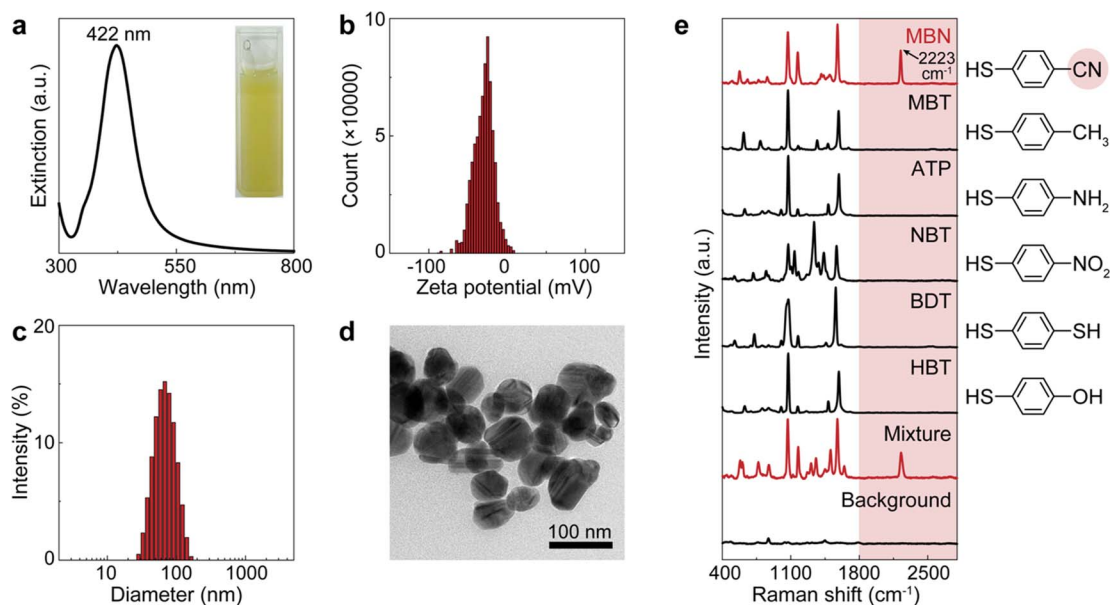 a
422 nm
Extinction (a.u.)
300 550 800
Wavelength (nm)
b
Count (×10000)
10
5
0
-100 0 100
Zeta potential (mV)
c
Intensity (%)
20
10
0
10 100 1000
Diameter (nm)
d
100 nm
e
Intensity (a.u.)
MBN
2223
cm⁻¹
HS CN
MBT
HS CH₃
ATP
HS NH₂
NBT
HS NO₂
BDT
HS SH
HBT
HS OH
Mixture
Background
400 1100 1800 2500
Raman shift (cm⁻¹)